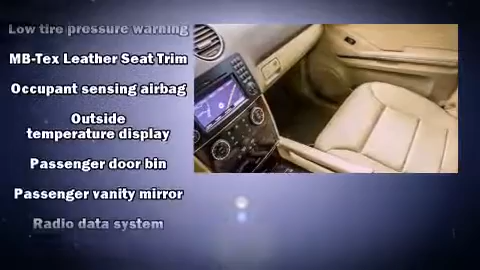 Low tire pressure warning
MB-Tex Leather Seat Trim
Occupant sensing airbag
Outside
temperature display
Passenger door bin
Passenger vanity mirror
Radio data system